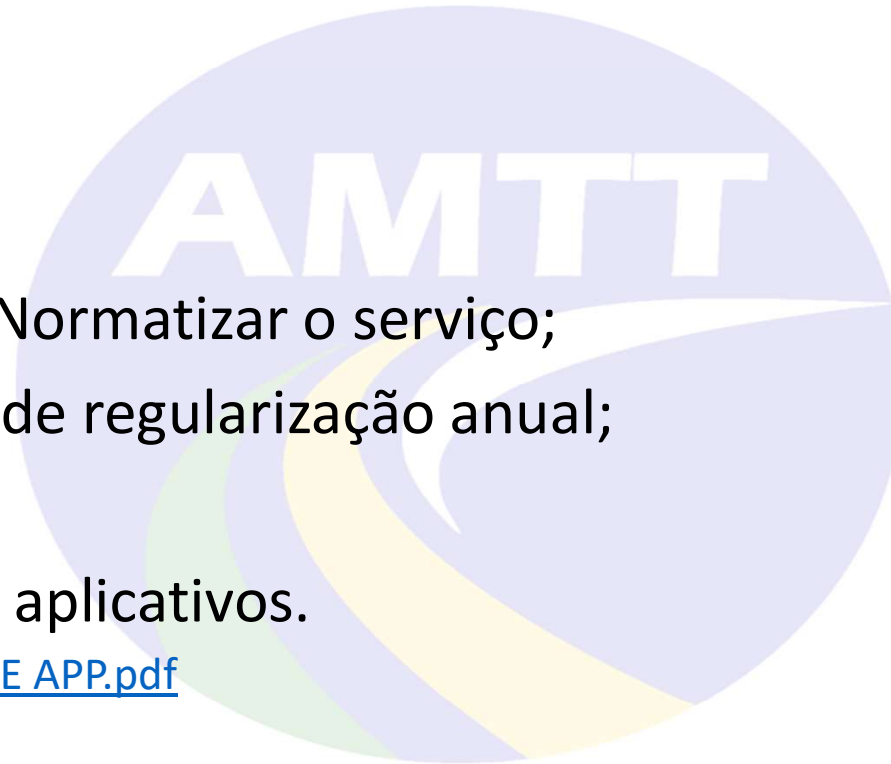 AMTT
Normatizar o serviço;
de regularização anual;
aplicativos.
E APP.pdf